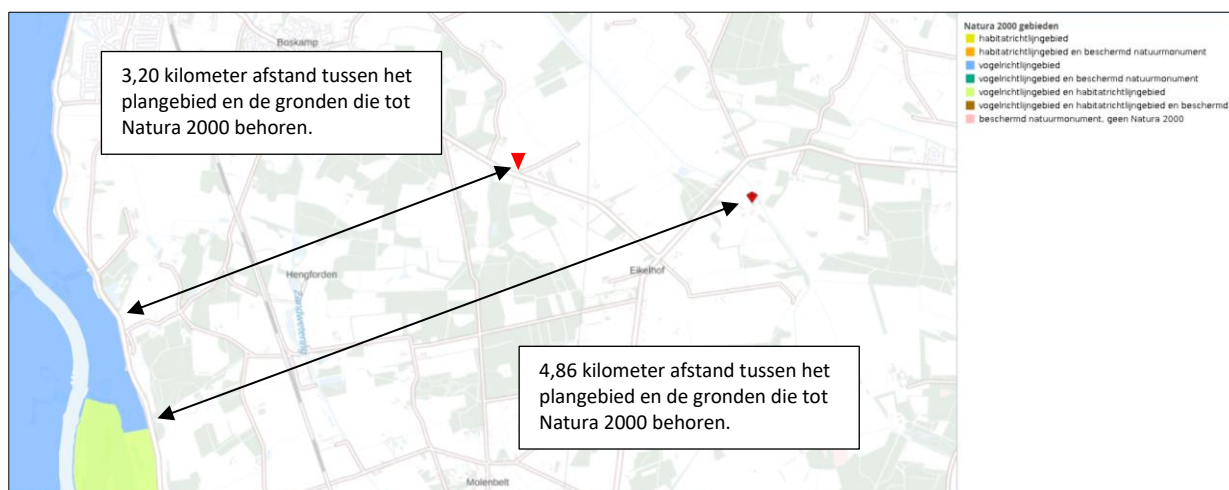 Boskamp
3,20 kilometer afstand tussen het
plangebied en de gronden die tot
Natura 2000 behoren.
Hengforden
Zandwetering
Eikelhof
4,86 kilometer afstand tussen het
plangebied en de gronden die tot
Natura 2000 behoren.
Molenbelt
Natura 2000 gebieden
habitatrichtlijngebied
habitatrichtlijngebied en beschermd natuurmonument
vogelrichtlijngebied
vogelrichtlijngebied en beschermd natuurmonument
vogelrichtlijngebied en habitatrichtlijngebied
vogelrichtlijngebied en habitatrichtlijngebied en beschermd
beschermd natuurmonument, geen Natura 2000